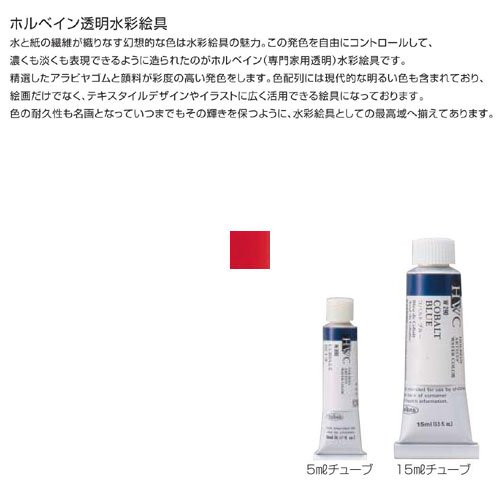 ホルベイン透明水彩絵具
水と紙の繊維が織りなす幻想的な色は水彩絵具の魅力。この発色を自由にコントロールして、
濃くも淡くも表現できるように造られたのがホルベイン(専門家用透明)水彩絵具です。
精選したアラビヤゴムと顔料が彩度の高い発色をします。色配列には現代的な明るい色も含まれており、
絵画だけでなく、テキスタイルデザインやイラストに広く活用できる絵具になっております。
色の耐久性も名画となっていつまでもその輝きを保つように、水彩絵具としての最高域へ揃えてあります。
HWC
COBALT
BLUE
コバルト ブルー
WATER COLOR
15ml
HWC
5mlチューブ
15mlチューブ